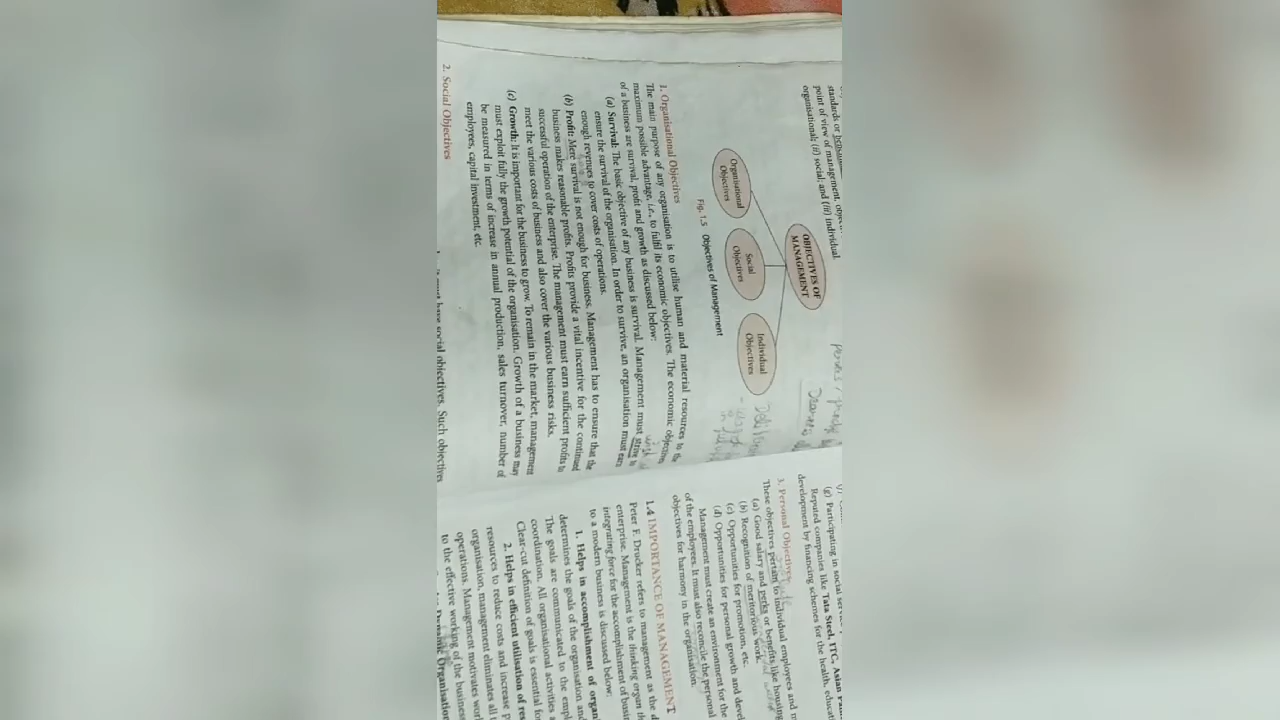 standards or
point of view of management,
organisational; (ii) social; and (iii) individual.
OBJECTIVES OF
MANAGEMENT
Organisational
Objectives
Social
Objectives
Individual
Objectives
Fig. 1.5 Objectives of Management
1. Organisational Objectives
The main purpose of any organisation is to utilise human and material resources to the
maximum possible advantage, i.e., to fulfil its economic objectives. The economic objectives
of a business are survival, profit and growth as discussed below:
(a) Survival: The basic objective of any business is survival. Management must strive to
ensure the survival of the organisation. In order to survive, an organisation must earn
enough revenues to cover costs of operations.
(b) Profit: Mere survival is not enough for business. Management has to ensure that the
business makes reasonable profits. Profits provide a vital incentive for the continued
successful operation of the enterprise. The management must earn sufficient profits to
meet the various costs of business and also cover the various business risks.
(c) Growth: It is important for the business to grow. To remain in the market, management
must exploit fully the growth potential of the organisation. Growth of a business may
be measured in terms of increase in annual production, sales turnover, number of
employees, capital investment, etc.
2. Social Objectives
must have social objectives. Such objectives
(g) Participating in social
Reputed companies like Tata Steel, ITC, Asian
development by financing schemes for the health,
3. Personal Objectives
These objectives pertain to individual employees and
(a) Good salary and perks or benefits like housing
(b) Recognition of meritorious work.
(c) Opportunities for promotion, etc.
(d) Opportunities for personal growth and
Management must create an environment for the
of the employees. It must also reconcile the personal
objectives for harmony in the organisation.
1.4 IMPORTANCE OF MANAGEMENT
Peter F. Drucker refers to management as the
enterprise. Management is the thinking organ
integrating force for the accomplishment of
to a modern business is discussed below:
1. Helps in accomplishment of
determines the goals of the organisation and
The goals are communicated to the
coordination. All organisational activities
Clear-cut definition of goals is essential
2. Helps in efficient utilisation of
resources to reduce costs and increase
organisation, management eliminates all
operations. Management motivates
to the effective working of the business